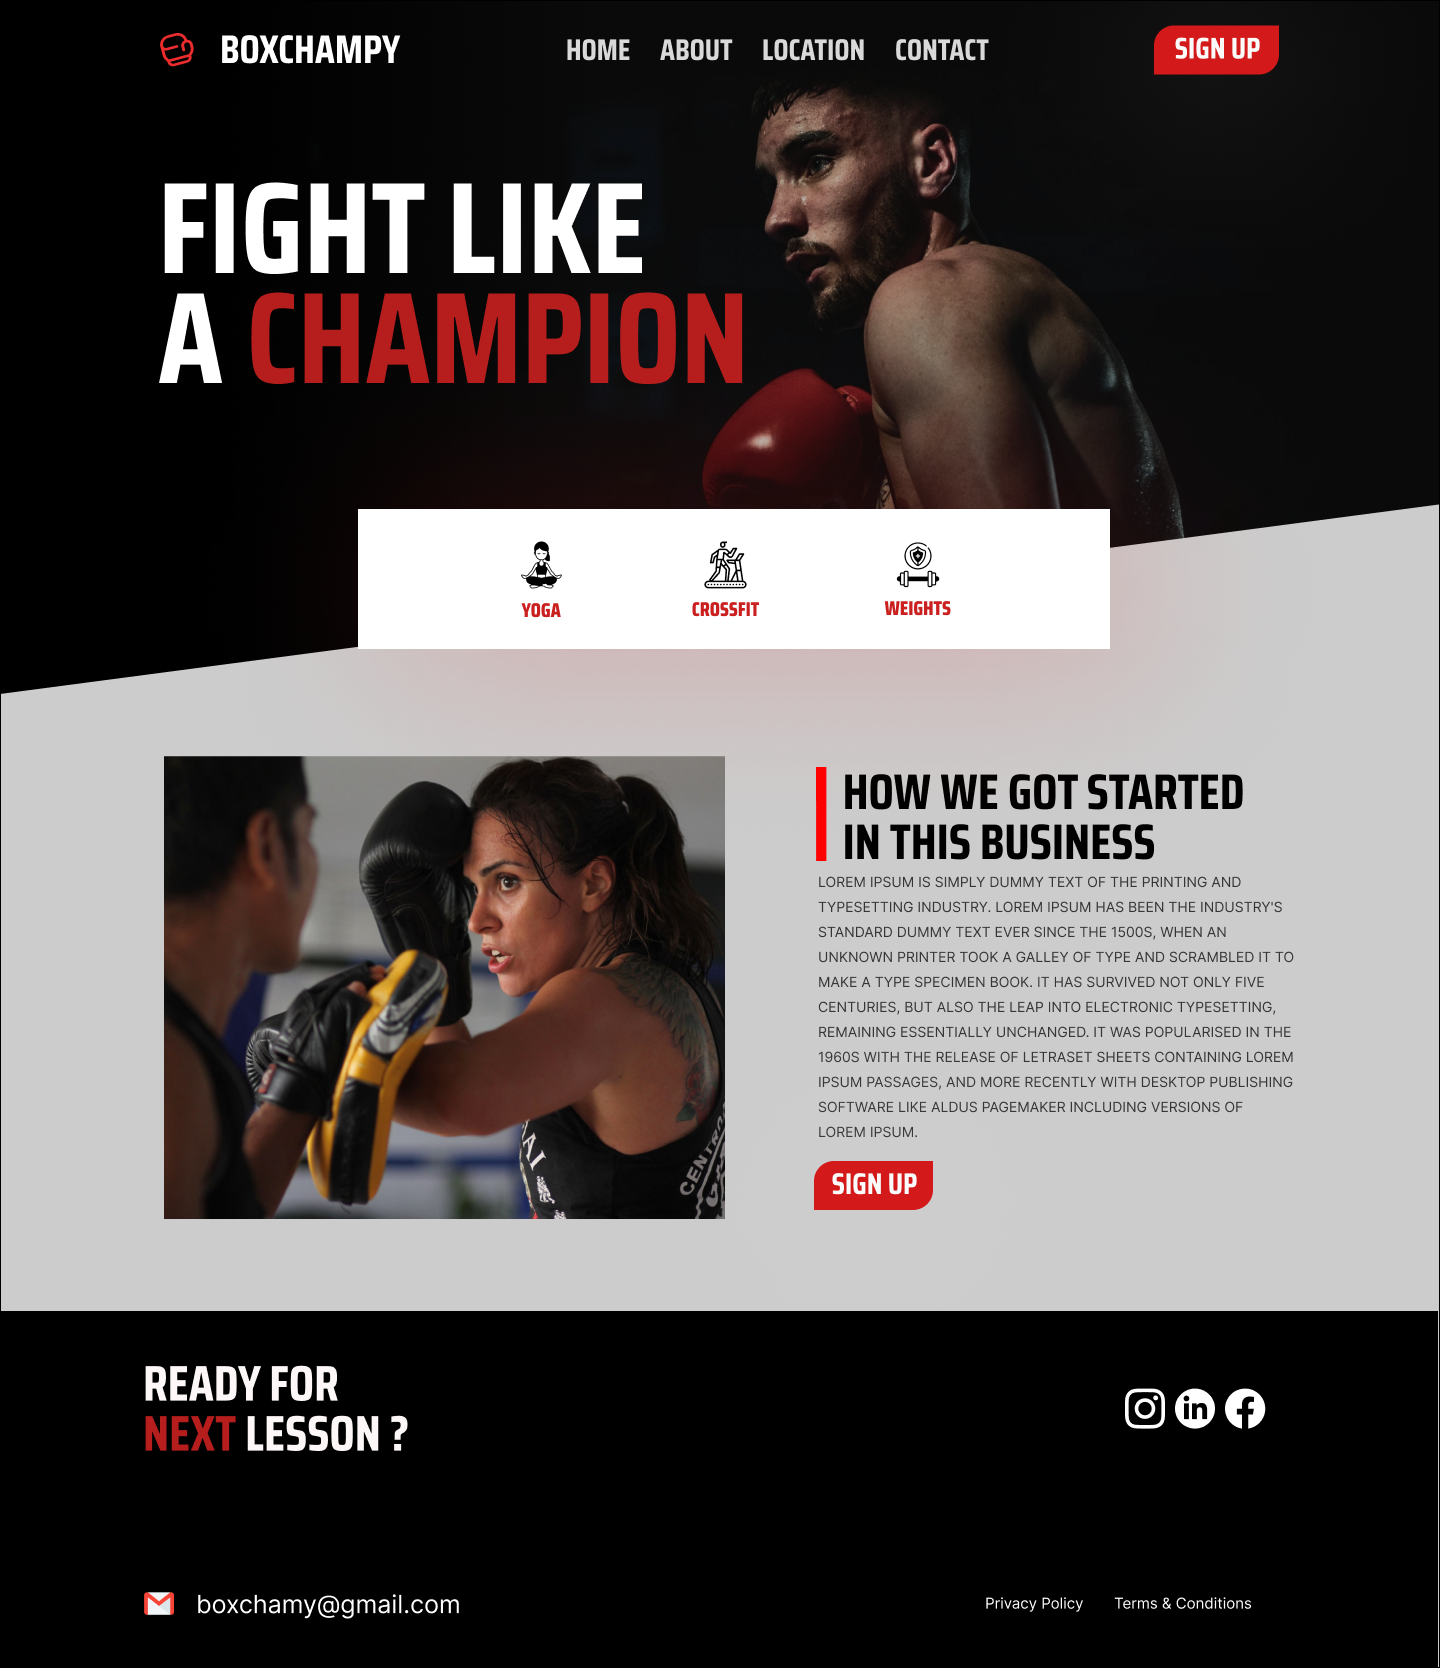 BOXCHAMPY
HOME ABOUT LOCATION CONTACT
SIGN UP
FIGHT LIKE
A CHAMPION
YOGA
CROSSFIT
WEIGHTS
HOW WE GOT STARTED
IN THIS BUSINESS
LOREM IPSUM IS SIMPLY DUMMY TEXT OF THE PRINTING AND
TYPESETTING INDUSTRY. LOREM IPSUM HAS BEEN THE INDUSTRY'S
STANDARD DUMMY TEXT EVER SINCE THE 1500S, WHEN AN
UNKNOWN PRINTER TOOK A GALLEY OF TYPE AND SCRAMBLED IT TO
MAKE A TYPE SPECIMEN BOOK. IT HAS SURVIVED NOT ONLY FIVE
CENTURIES, BUT ALSO THE LEAP INTO ELECTRONIC TYPESETTING,
REMAINING ESSENTIALLY UNCHANGED. IT WAS POPULARISED IN THE
1960S WITH THE RELEASE OF LETRASET SHEETS CONTAINING LOREM
IPSUM PASSAGES, AND MORE RECENTLY WITH DESKTOP PUBLISHING
SOFTWARE LIKE ALDUS PAGEMAKER INCLUDING VERSIONS OF
LOREM IPSUM.
SIGN UP
READY FOR
NEXT LESSON ?
in
boxchamy@gmail.com
Privacy Policy Terms & Conditions